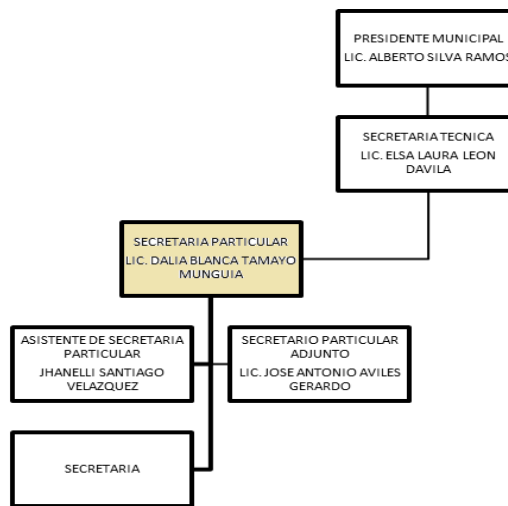 PRESIDENTE MUNICIPAL
LIC. ALBERTO SILVA RAMOS
SECRETARIA TECNICA
LIC. ELSA LAURA LEON
DAVILA
SECRETARIA PARTICULAR
LIC. DALIA BLANCA TAMAYO
MUNGUIA
ASISTENTE DE SECRETARIA
PARTICULAR
JHANELLI SANTIAGO
VELAZQUEZ
SECRETARIO PARTICULAR
ADJUNTO
LIC. JOSE ANTONIO AVILES
GERARDO
SECRETARIA